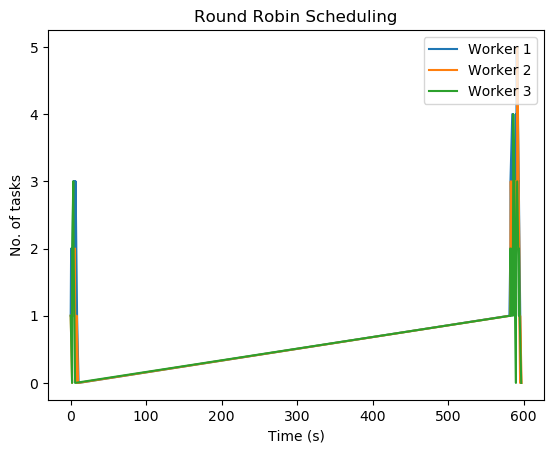 Round Robin Scheduling
Worker 1
Worker 2
Worker 3
No. of tasks
5
4
3
2
1
0
0 100 200 300 400 500 600
Time (s)